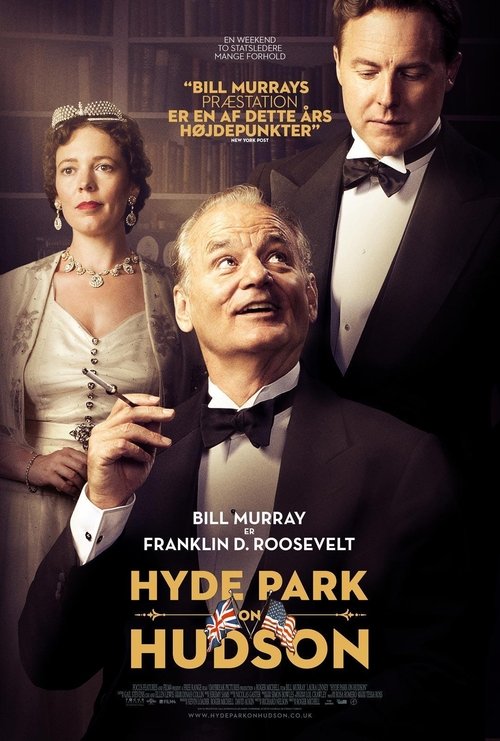 EN WEEKEND
TO STATSLEDERE
MANGE FORHOLD
“BILL MURRAYS
PRÆSTATION
ER EN AF DETTE ÅRS
HØJDEPUNKTER”
NEW YORK POST
BILL MURRAY
ER
FRANKLIN D. ROOSEVELT
HYDE PARK
ON
HUDSON
WWW.HYDEPARKONHUDSON.CO.UK